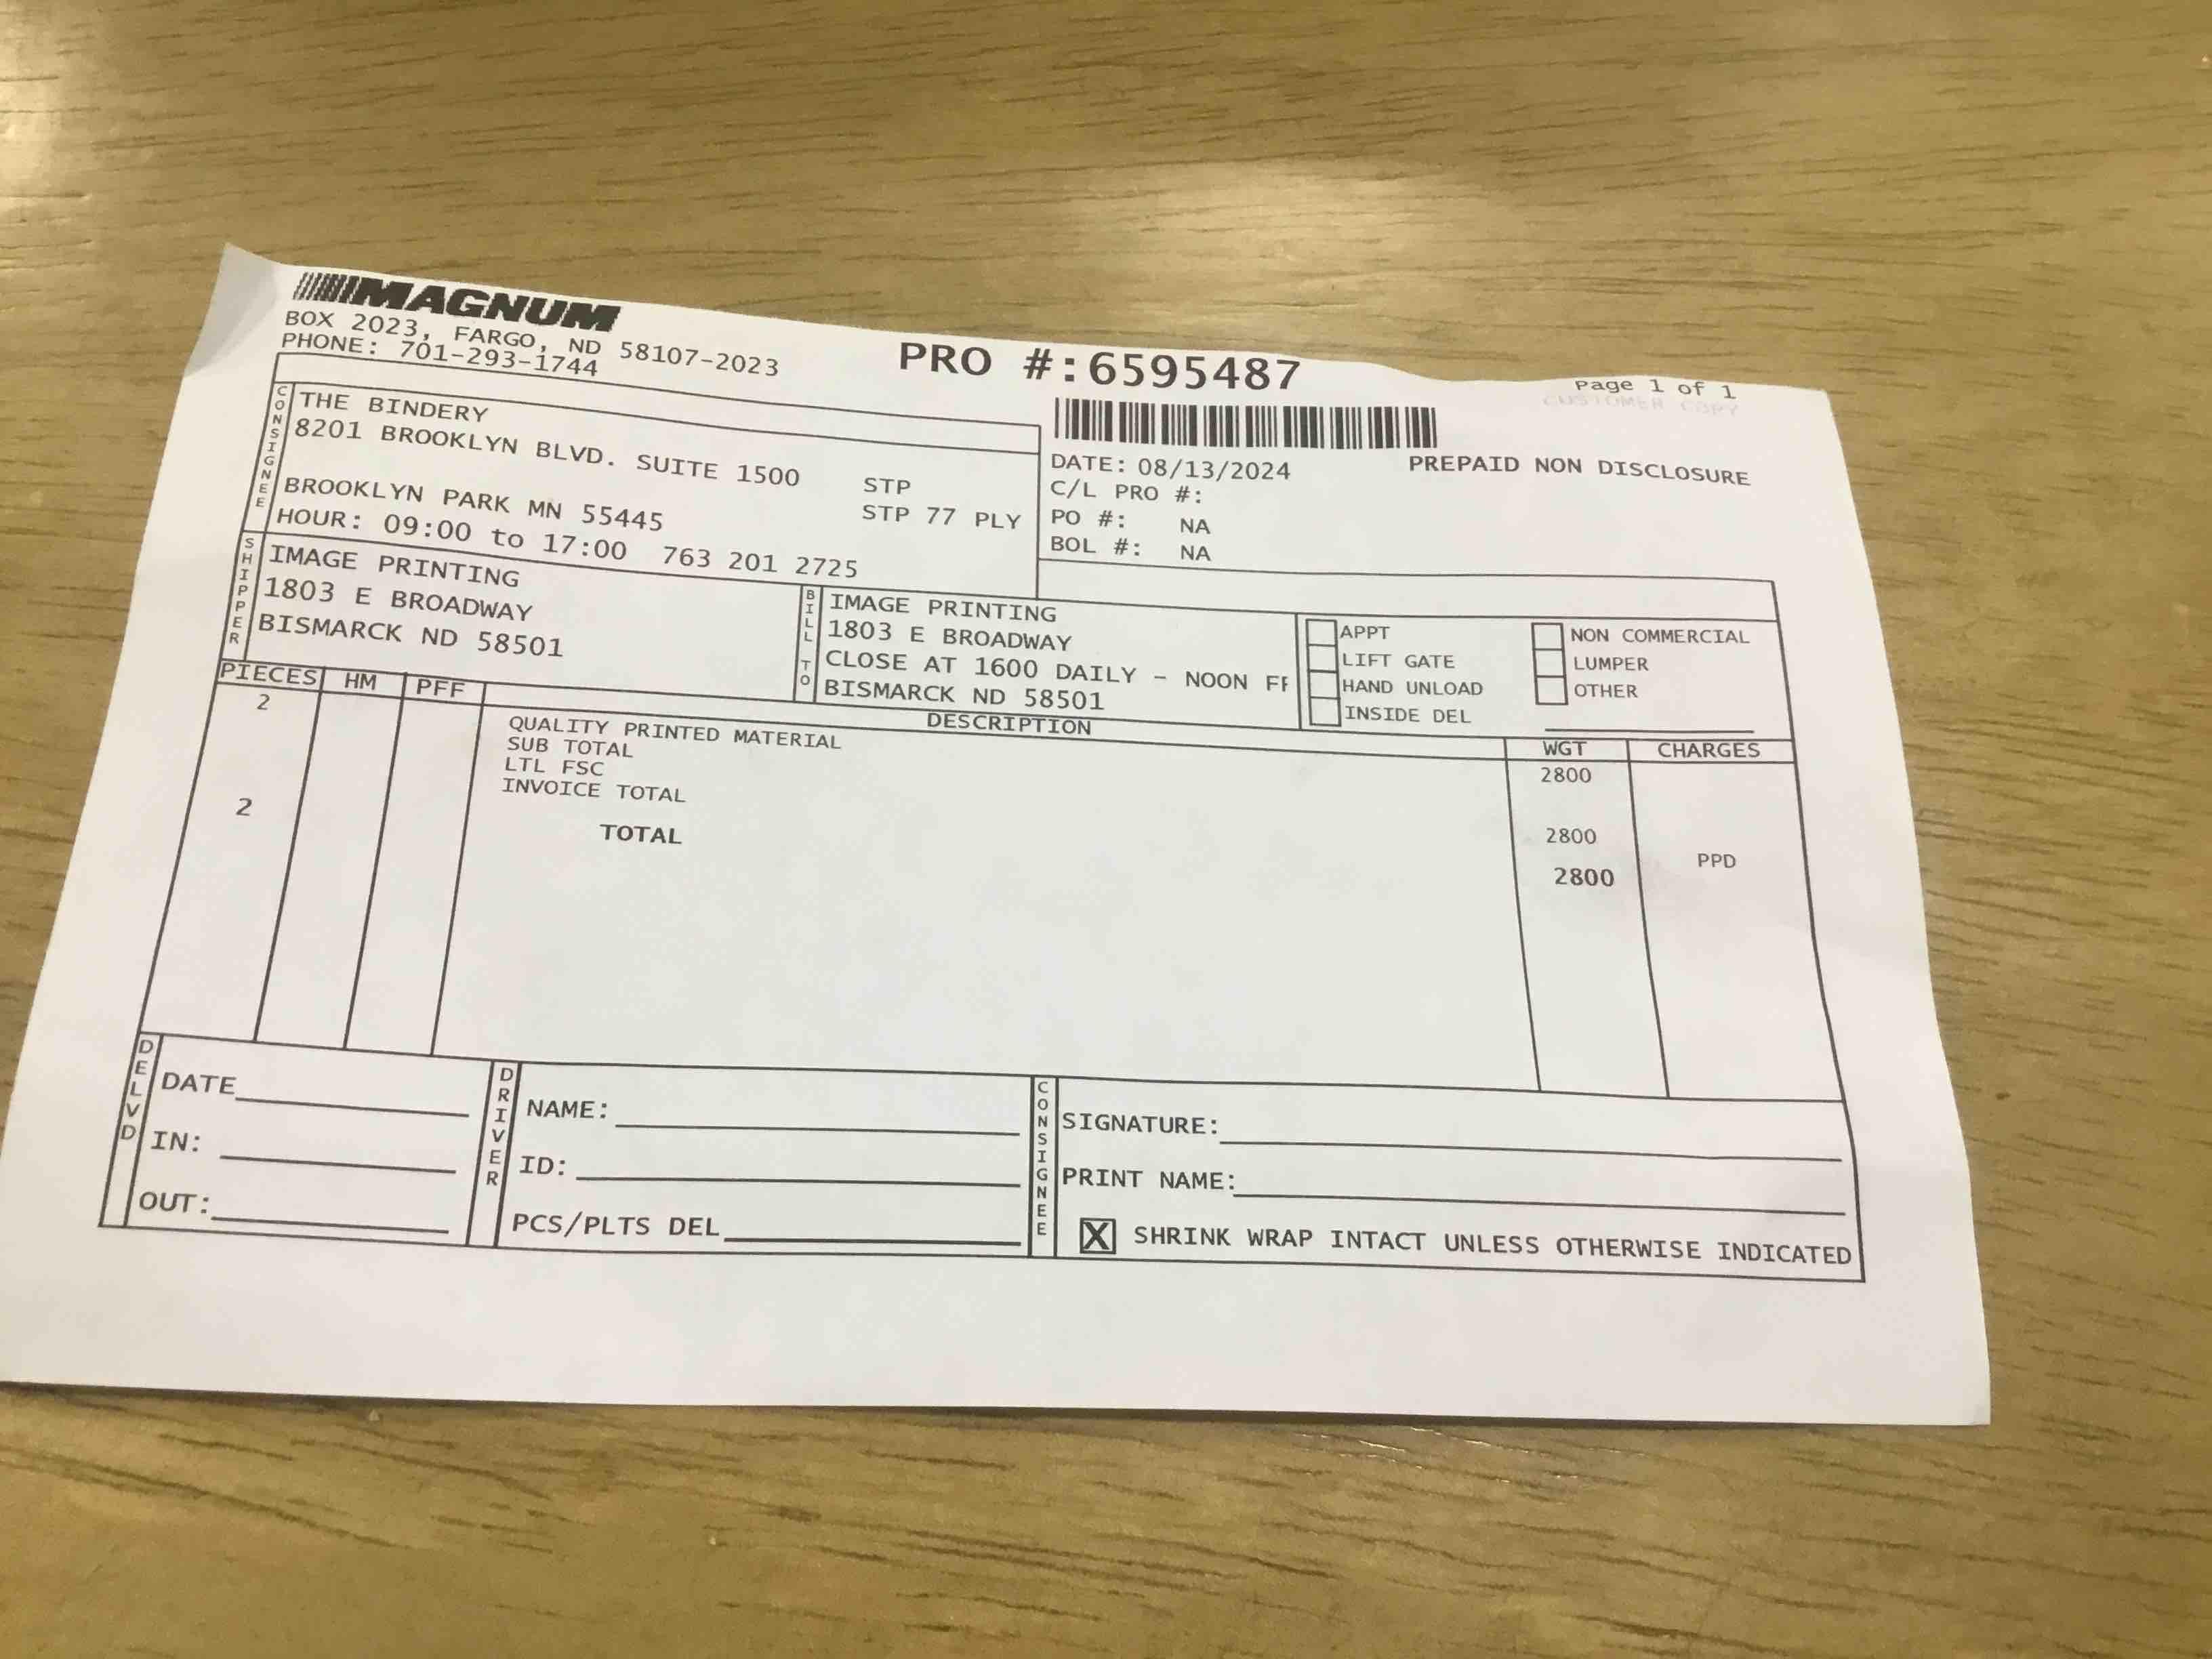 MAGNUM
BOX 2023, FARGO, ND 58107-2023
PHONE: 701-293-1744
PRO #:6595487
Page 1 of 1
CUSTOMER COPY
CONSIGNEE
THE BINDERY
8201 BROOKLYN BLVD. SUITE 1500
STP
BROOKLYN PARK MN 55445
STP 77 PLY
HOUR: 09:00 to 17:00 763 201 2725
DATE: 08/13/2024
PREPAID NON DISCLOSURE
C/L PRO #:
PO #: NA
BOL #: NA
SHIPPER
IMAGE PRINTING
1803 E BROADWAY
BISMARCK ND 58501
BILL TO
IMAGE PRINTING
1803 E BROADWAY
CLOSE AT 1600 DAILY - NOON FR
BISMARCK ND 58501
APPT
LIFT GATE
HAND UNLOAD
INSIDE DEL
NON COMMERCIAL
LUMPER
OTHER
PIECES HM PFF DESCRIPTION WGT CHARGES
2 QUALITY PRINTED MATERIAL 2800
SUB TOTAL
LTL FSC
INVOICE TOTAL 2800 PPD
2 TOTAL 2800
DELVD
DATE
IN:
OUT:
DRIVER
NAME:
ID:
PCS/PLTS DEL
CONSIGNEE
SIGNATURE:
PRINT NAME:
X SHRINK WRAP INTACT UNLESS OTHERWISE INDICATED